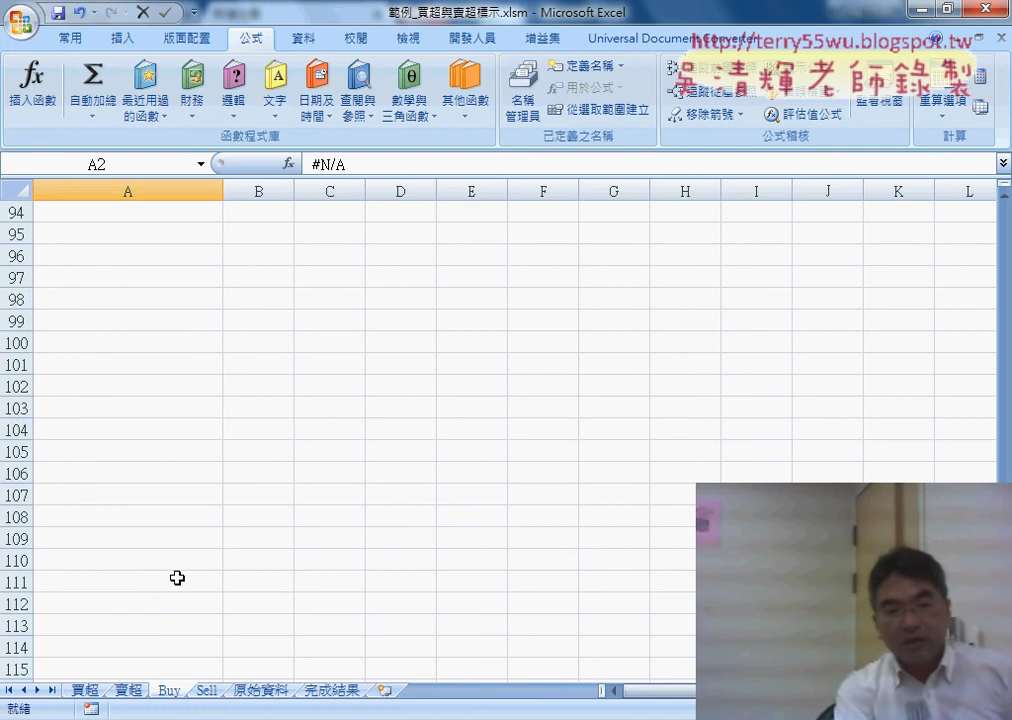 範例_買超與賣超標示.xlsm - Microsoft Excel
常用 插入 版面配置 公式 資料 校閱 檢視 開發人員 增益集 Universal Document Converter
http://terry55wu.blogspot.tw
吳清輝老師錄製
插入函數 自動加總 最近用過的函數 財務 邏輯 文字 日期及時間 查閱與參照 數學與三角函數 其他函數
名稱管理員 定義名稱 用於公式 從選取範圍建立
移除箭號 評估值公式 監看視窗 重算選項
函數程式庫 已定義之名稱 公式稽核 計算
A2 fx #N/A
A B C D E F G H I J K L
94
95
96
97
98
99
100
101
102
103
104
105
106
107
108
109
110
111
112
113
114
115
買超 賣超 Buy Sell 原始資料 完成結果
就緒